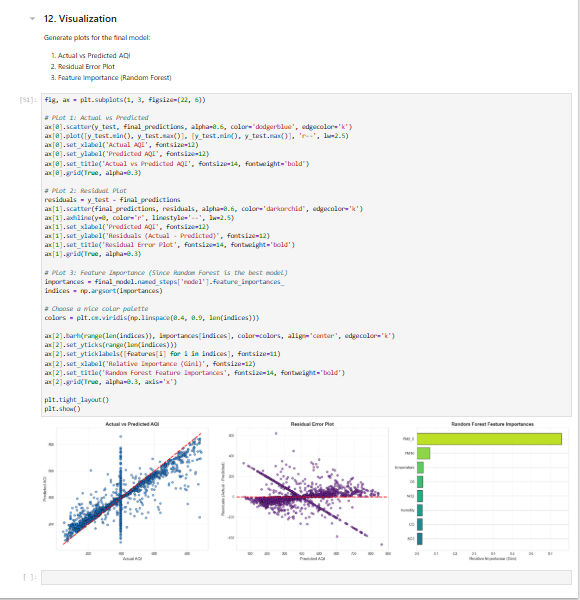 12. Visualization
Generate plots for the final model:
1. Actual vs Predicted AQI
2. Residual Error Plot
3. Feature Importance (Random Forest)
[51]:
fig, ax = plt.subplots(1, 3, figsize=(22, 6))
# Plot 1: Actual vs Predicted
ax[0].scatter(y_test, final_predictions, alpha=0.6, color='dodgerblue', edgecolor='k')
ax[0].plot([y_test.min(), y_test.max()], [y_test.min(), y_test.max()], 'r--', lw=2.5)
ax[0].set_xlabel('Actual AQI', fontsize=12)
ax[0].set_ylabel('Predicted AQI', fontsize=12)
ax[0].set_title('Actual vs Predicted AQI', fontsize=14, fontweight='bold')
ax[0].grid(True, alpha=0.3)
# Plot 2: Residual Plot
residuals = y_test - final_predictions
ax[1].scatter(final_predictions, residuals, alpha=0.6, color='darkorchid', edgecolor='k')
ax[1].axhline(y=0, color='r', linestyle='--', lw=2.5)
ax[1].set_xlabel('Predicted AQI', fontsize=12)
ax[1].set_ylabel('Residuals (Actual - Predicted)', fontsize=12)
ax[1].set_title('Residual Error Plot', fontsize=14, fontweight='bold')
ax[1].grid(True, alpha=0.3)
# Plot 3: Feature Importance (Since Random Forest is the best model)
importances = final_model.named_steps['model'].feature_importances_
indices = np.argsort(importances)
# Choose a nice color palette
colors = plt.cm.viridis(np.linspace(0.4, 0.9, len(indices)))
ax[2].barh(range(len(indices)), importances[indices], color=colors, align='center', edgecolor='k')
ax[2].set_yticks(range(len(indices)))
ax[2].set_yticklabels([features[i] for i in indices], fontsize=11)
ax[2].set_xlabel('Relative Importance (Gini)', fontsize=12)
ax[2].set_title('Random Forest Feature Importances', fontsize=14, fontweight='bold')
ax[2].grid(True, alpha=0.3, axis='x')
plt.tight_layout()
plt.show()
Actual vs Predicted AQI
Predicted AQI
Actual AQI
Residual Error Plot
Residuals (Actual - Predicted)
Predicted AQI
Random Forest Feature Importances
Relative Importance (Gini)
[ ]: